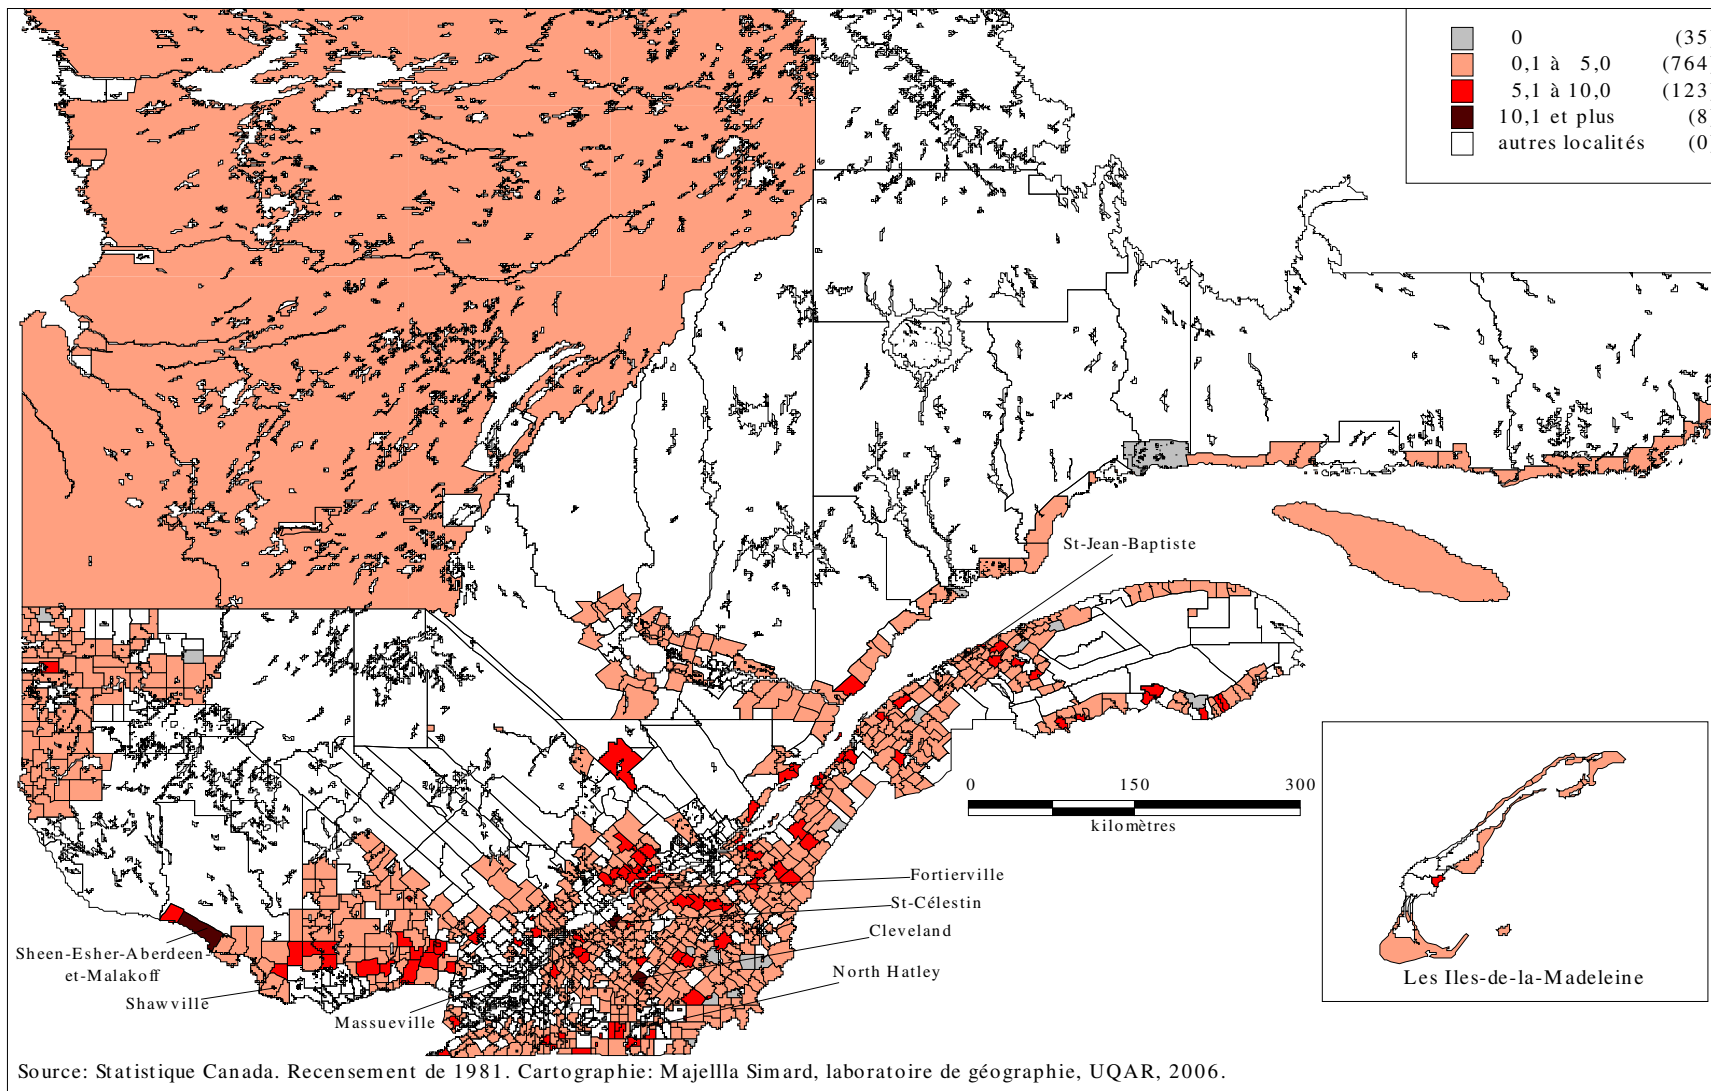 0 (35)
0,1 à 5,0 (764)
5,1 à 10,0 (123)
10,1 et plus (8)
autres localités (0)
St-Jean-Baptiste
0 150 300
kilomètres
Fortierville
St-Célestin
Cleveland
North Hatley
Sheen-Esher-Aberdeen-
et-Malakoff
Shawville
Massueville
Les Iles-de-la-Madeleine
Source: Statistique Canada. Recensement de 1981. Cartographie: Majellla Simard, laboratoire de géographie, UQAR, 2006.